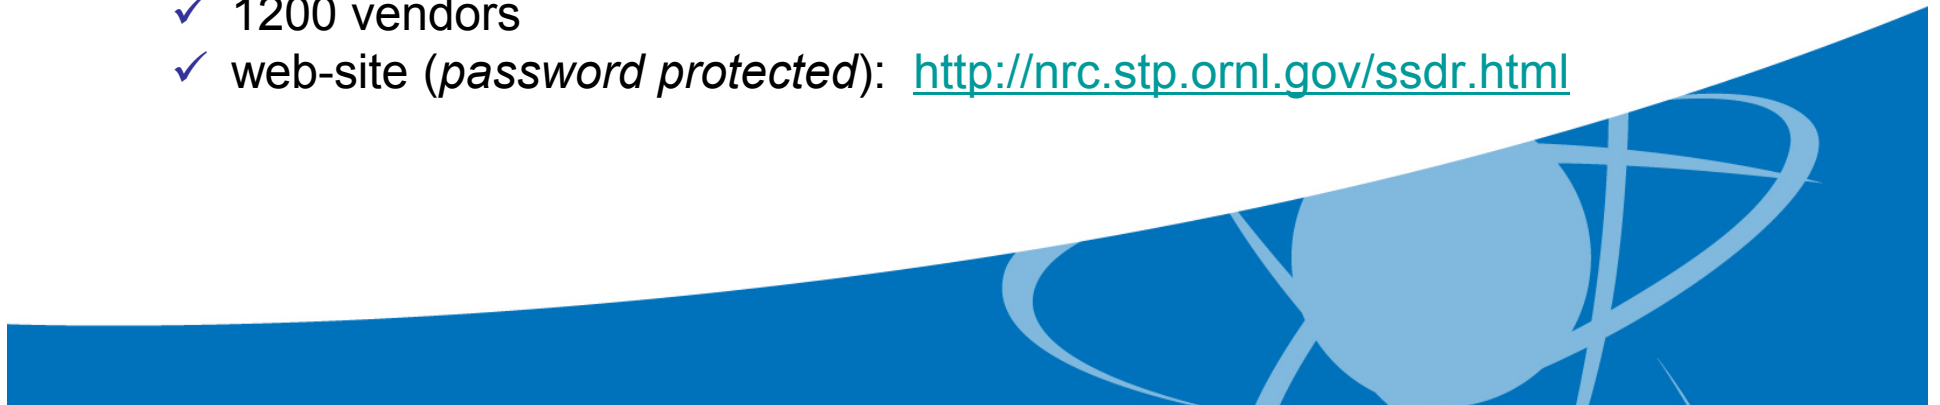 ✓ 1200 vendors
✓ web-site (password protected): http://nrc.stp.ornl.gov/ssdr.html